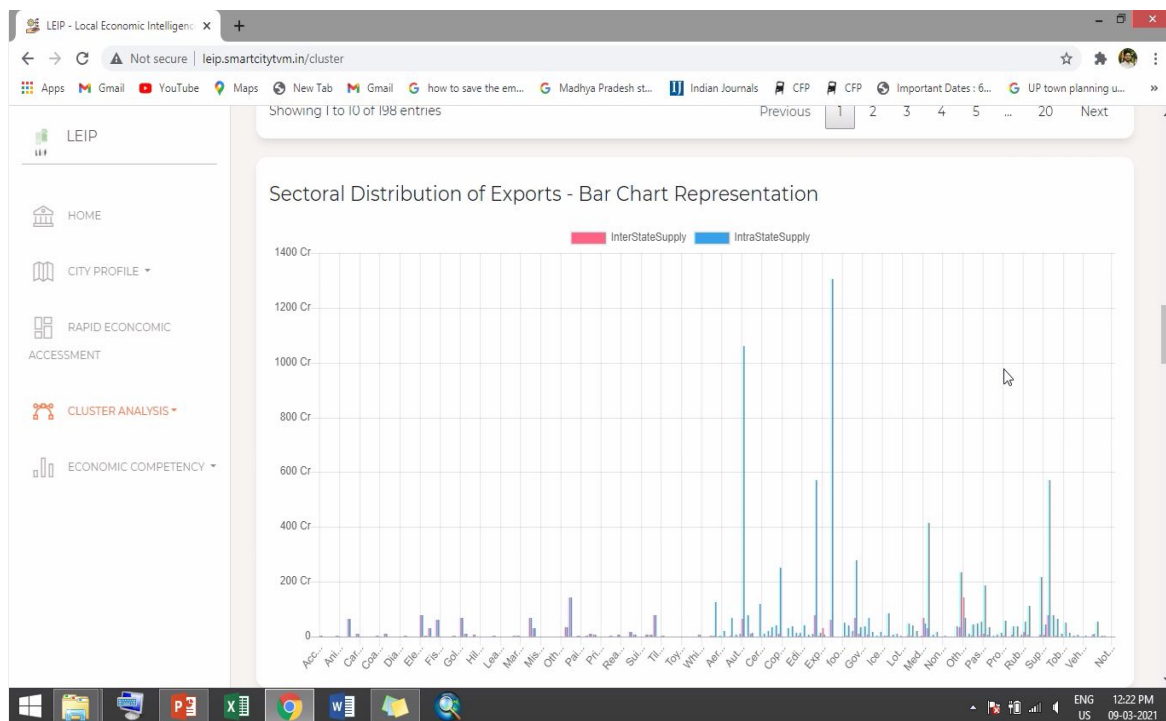 LEIP - Local Economic Intelligenc
Not secure | leip.smartcitytvm.in/cluster
Apps Gmail YouTube Maps New Tab Gmail how to save the em... Madhya Pradesh st... Indian Journals CFP CFP Important Dates : 6... UP town planning u... »
Showing 1 to 10 of 198 entries
Previous 1 2 3 4 5 ... 20 Next
LEIP
HOME
CITY PROFILE
RAPID ECONCOMIC
ACCESSMENT
CLUSTER ANALYSIS
ECONOMIC COMPETENCY
Sectoral Distribution of Exports - Bar Chart Representation
InterStateSupply IntraStateSupply
1400 Cr
1200 Cr
1000 Cr
800 Cr
600 Cr
400 Cr
200 Cr
0
Acc... Ani... Car... Coa... Dia... Ele... Fis... Gol... Hil... Lea... Mar... Mis... Oth... Pai... Pri... Rea... Sui... Til... Toy... Whi... Aer... Aut... Cer... Cop... Edi... Exp... foo... Gov... Ice... Lot... Med... Non... Oth... Pas... Pro... Rub... Sup... Tob... Veh... Not...
ENG 12:22 PM
US 09-03-2021